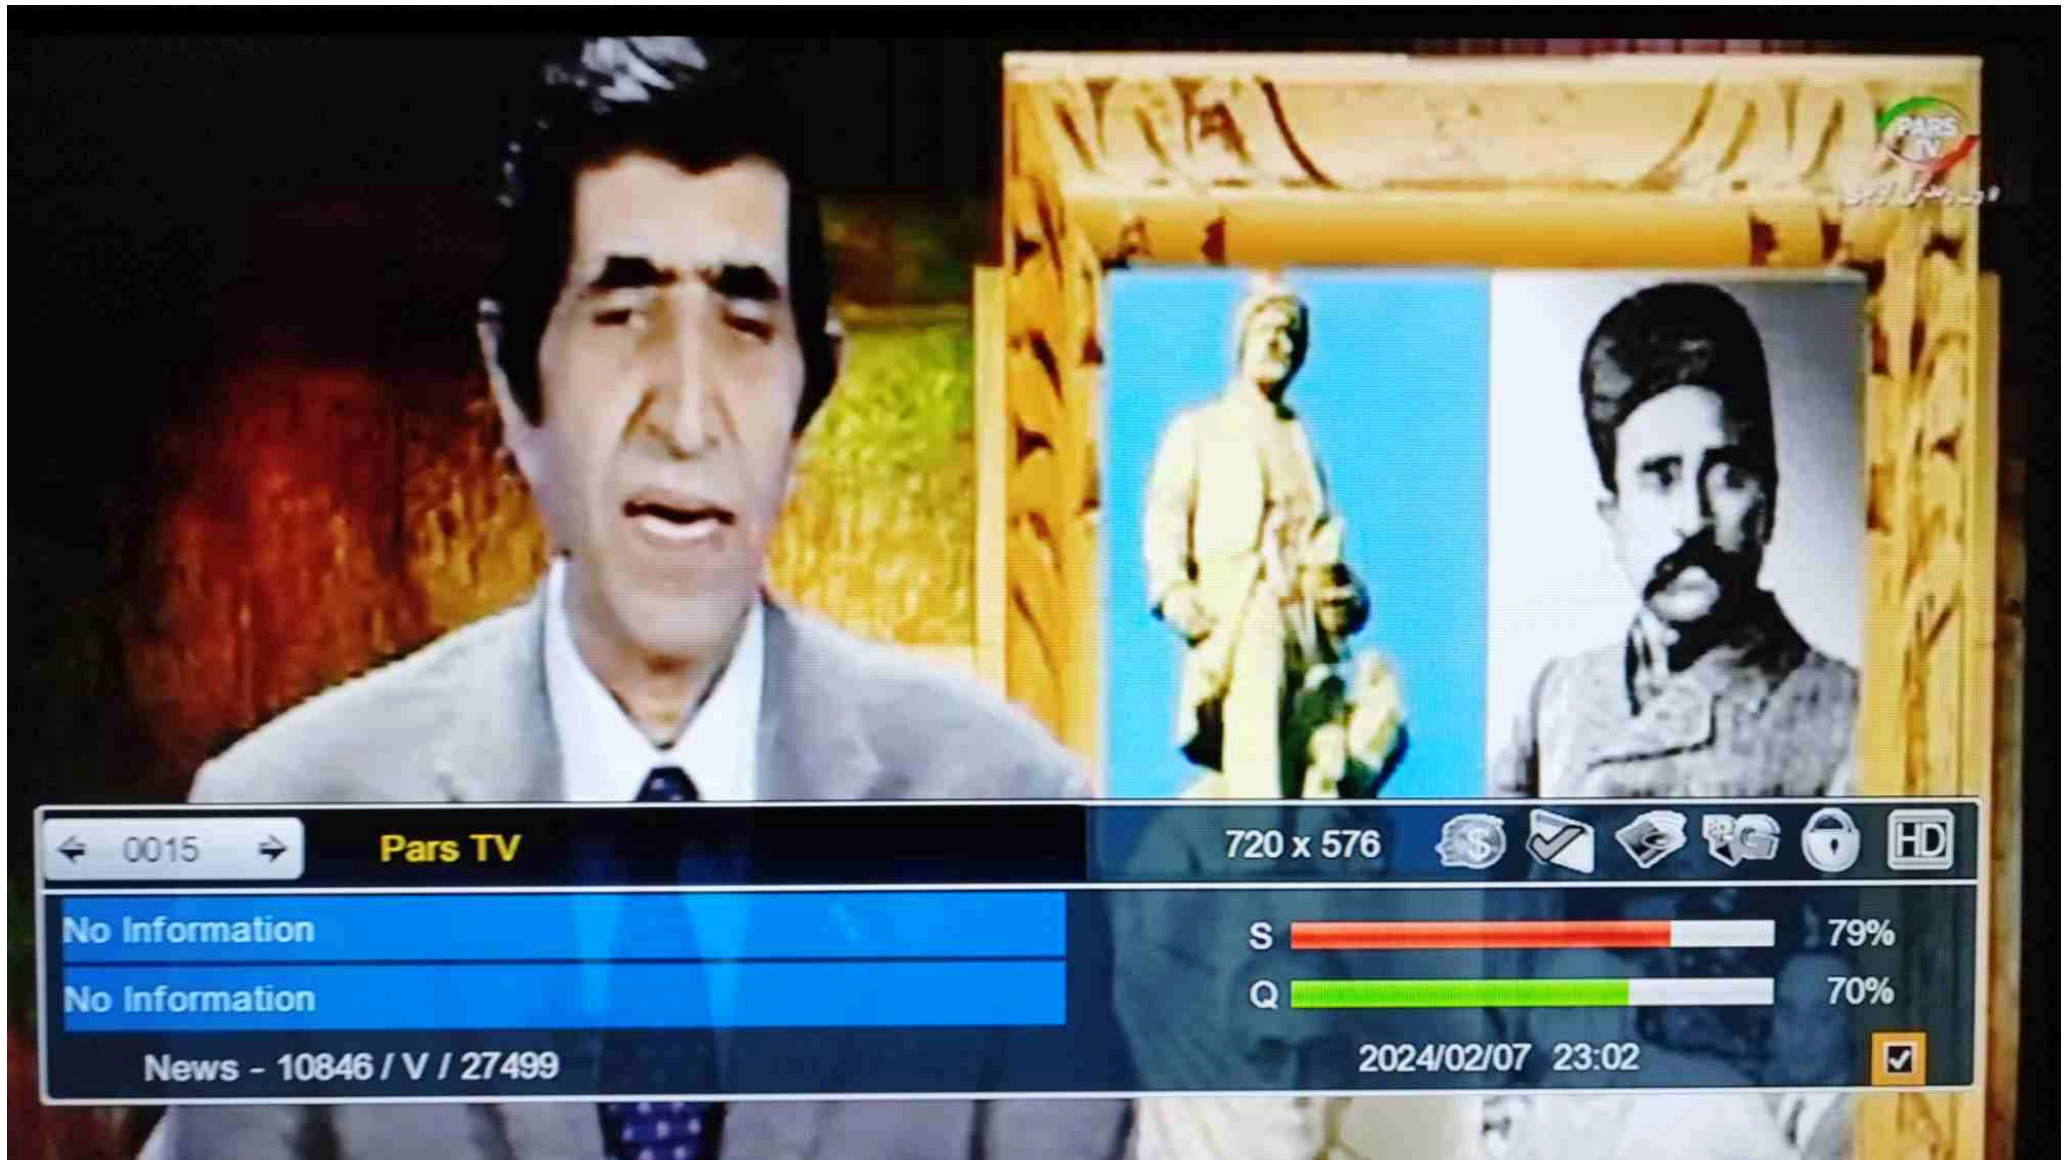 PARS
TV
0015
Pars TV
720 x 576
HD
No Information
S
79%
No Information
Q
70%
News - 10846 / V / 27499
2024/02/07 23:02